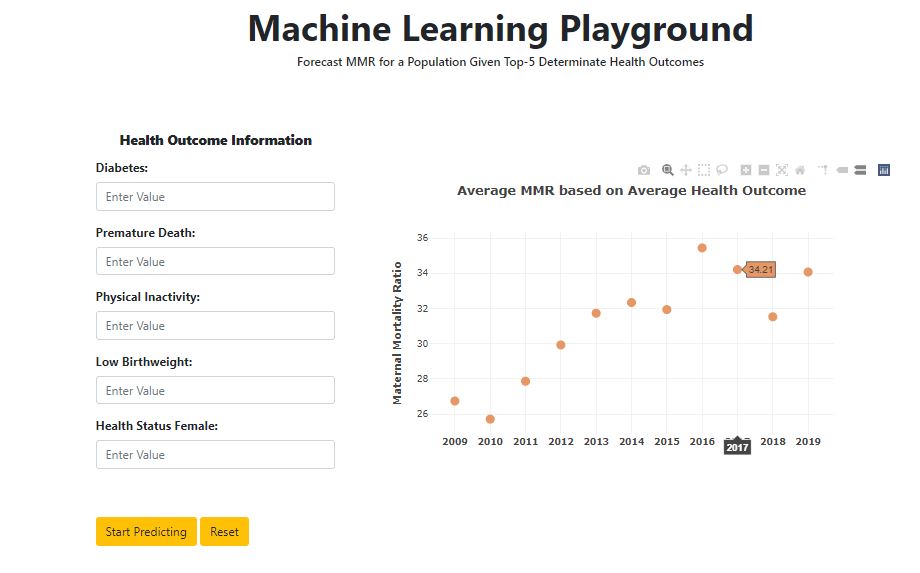 Machine Learning Playground
Forecast MMR for a Population Given Top-5 Determinate Health Outcomes
Health Outcome Information
Diabetes:
Enter Value
Premature Death:
Enter Value
Physical Inactivity:
Enter Value
Low Birthweight:
Enter Value
Health Status Female:
Enter Value
Start Predicting Reset
Average MMR based on Average Health Outcome
Maternal Mortality Ratio
36
34
32
30
28
26
34.21
2009 2010 2011 2012 2013 2014 2015 2016 2018 2019
2017